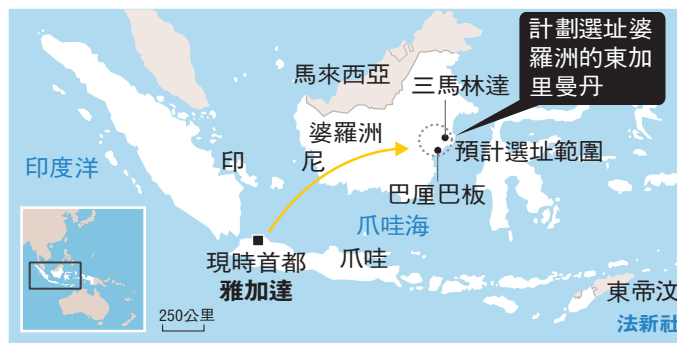 計劃選址婆
羅洲的東加
里曼丹
馬來西亞
三馬林達
婆羅洲
印 尼
預計選址範圍
印度洋
巴厘巴板
爪哇海
現時首都
雅加達
爪哇
250公里
東帝汶
法新社